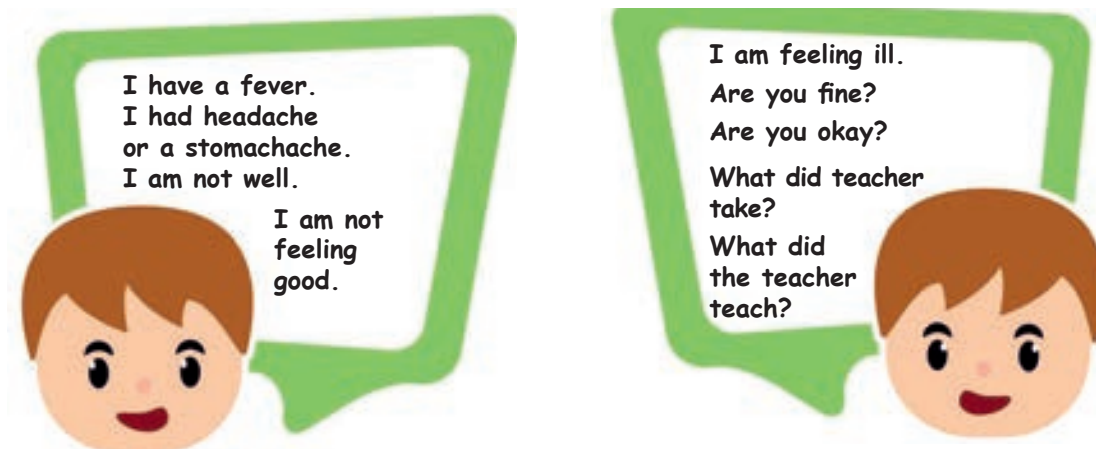 I have a fever.
I had headache
or a stomachache.
I am not well.
I am not
feeling
good.
I am feeling ill.
Are you fine?
Are you okay?
What did teacher
take?
What did
the teacher
teach?